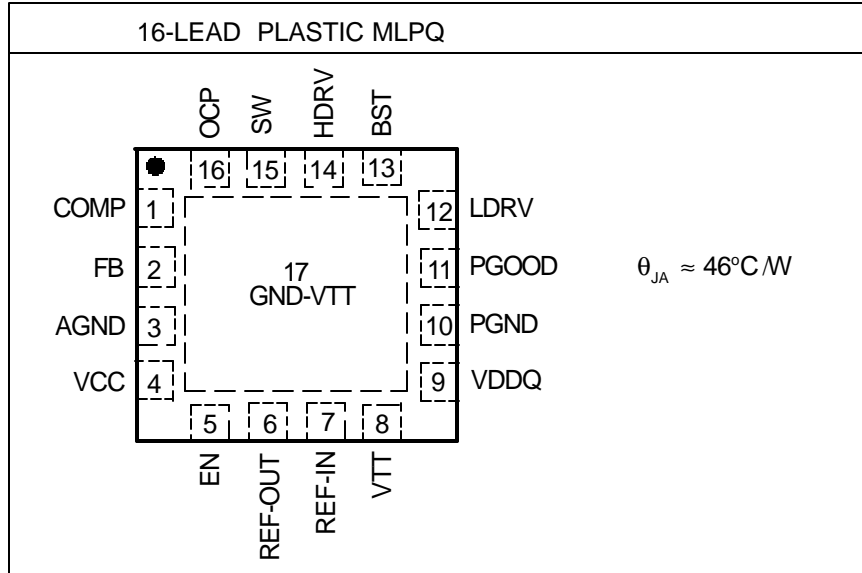 16-LEAD PLASTIC MLPQ
OCP
SW
HDRV
BST
16 15 14 13
COMP 1
FB 2
AGND 3
VCC 4
17
GND-VTT
12 LDRV
11 PGOOD
10 PGND
9 VDDQ
θJA ≈ 46°C/W
5 6 7 8
EN
REF-OUT
REF-IN
VTT